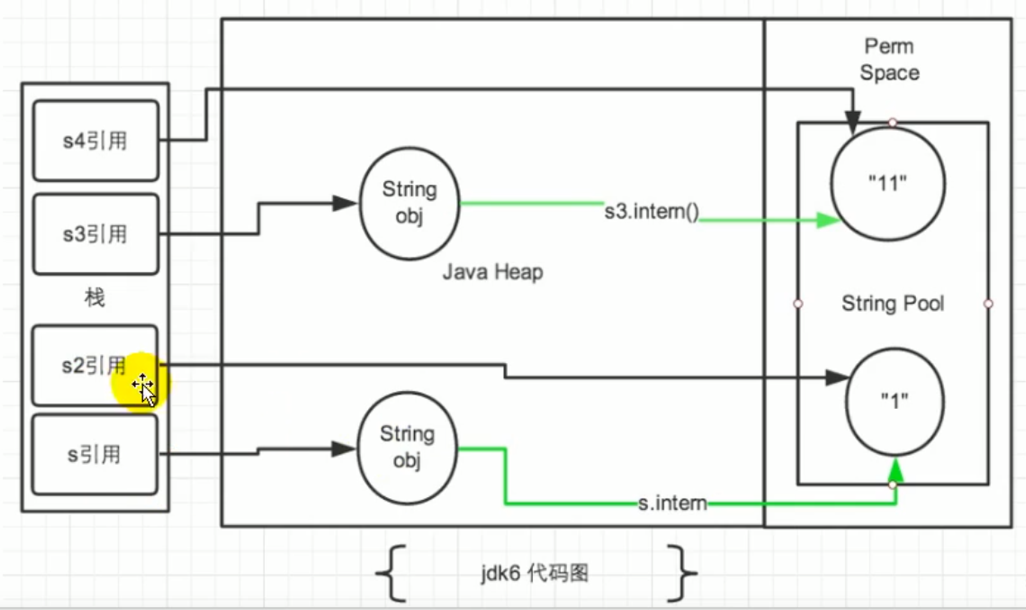 Perm
Space
s4引用
String
obj
"11"
s3.intern()
s3引用
Java Heap
栈
String Pool
s2引用
"1"
String
obj
s引用
s.intern
jdk6 代码图